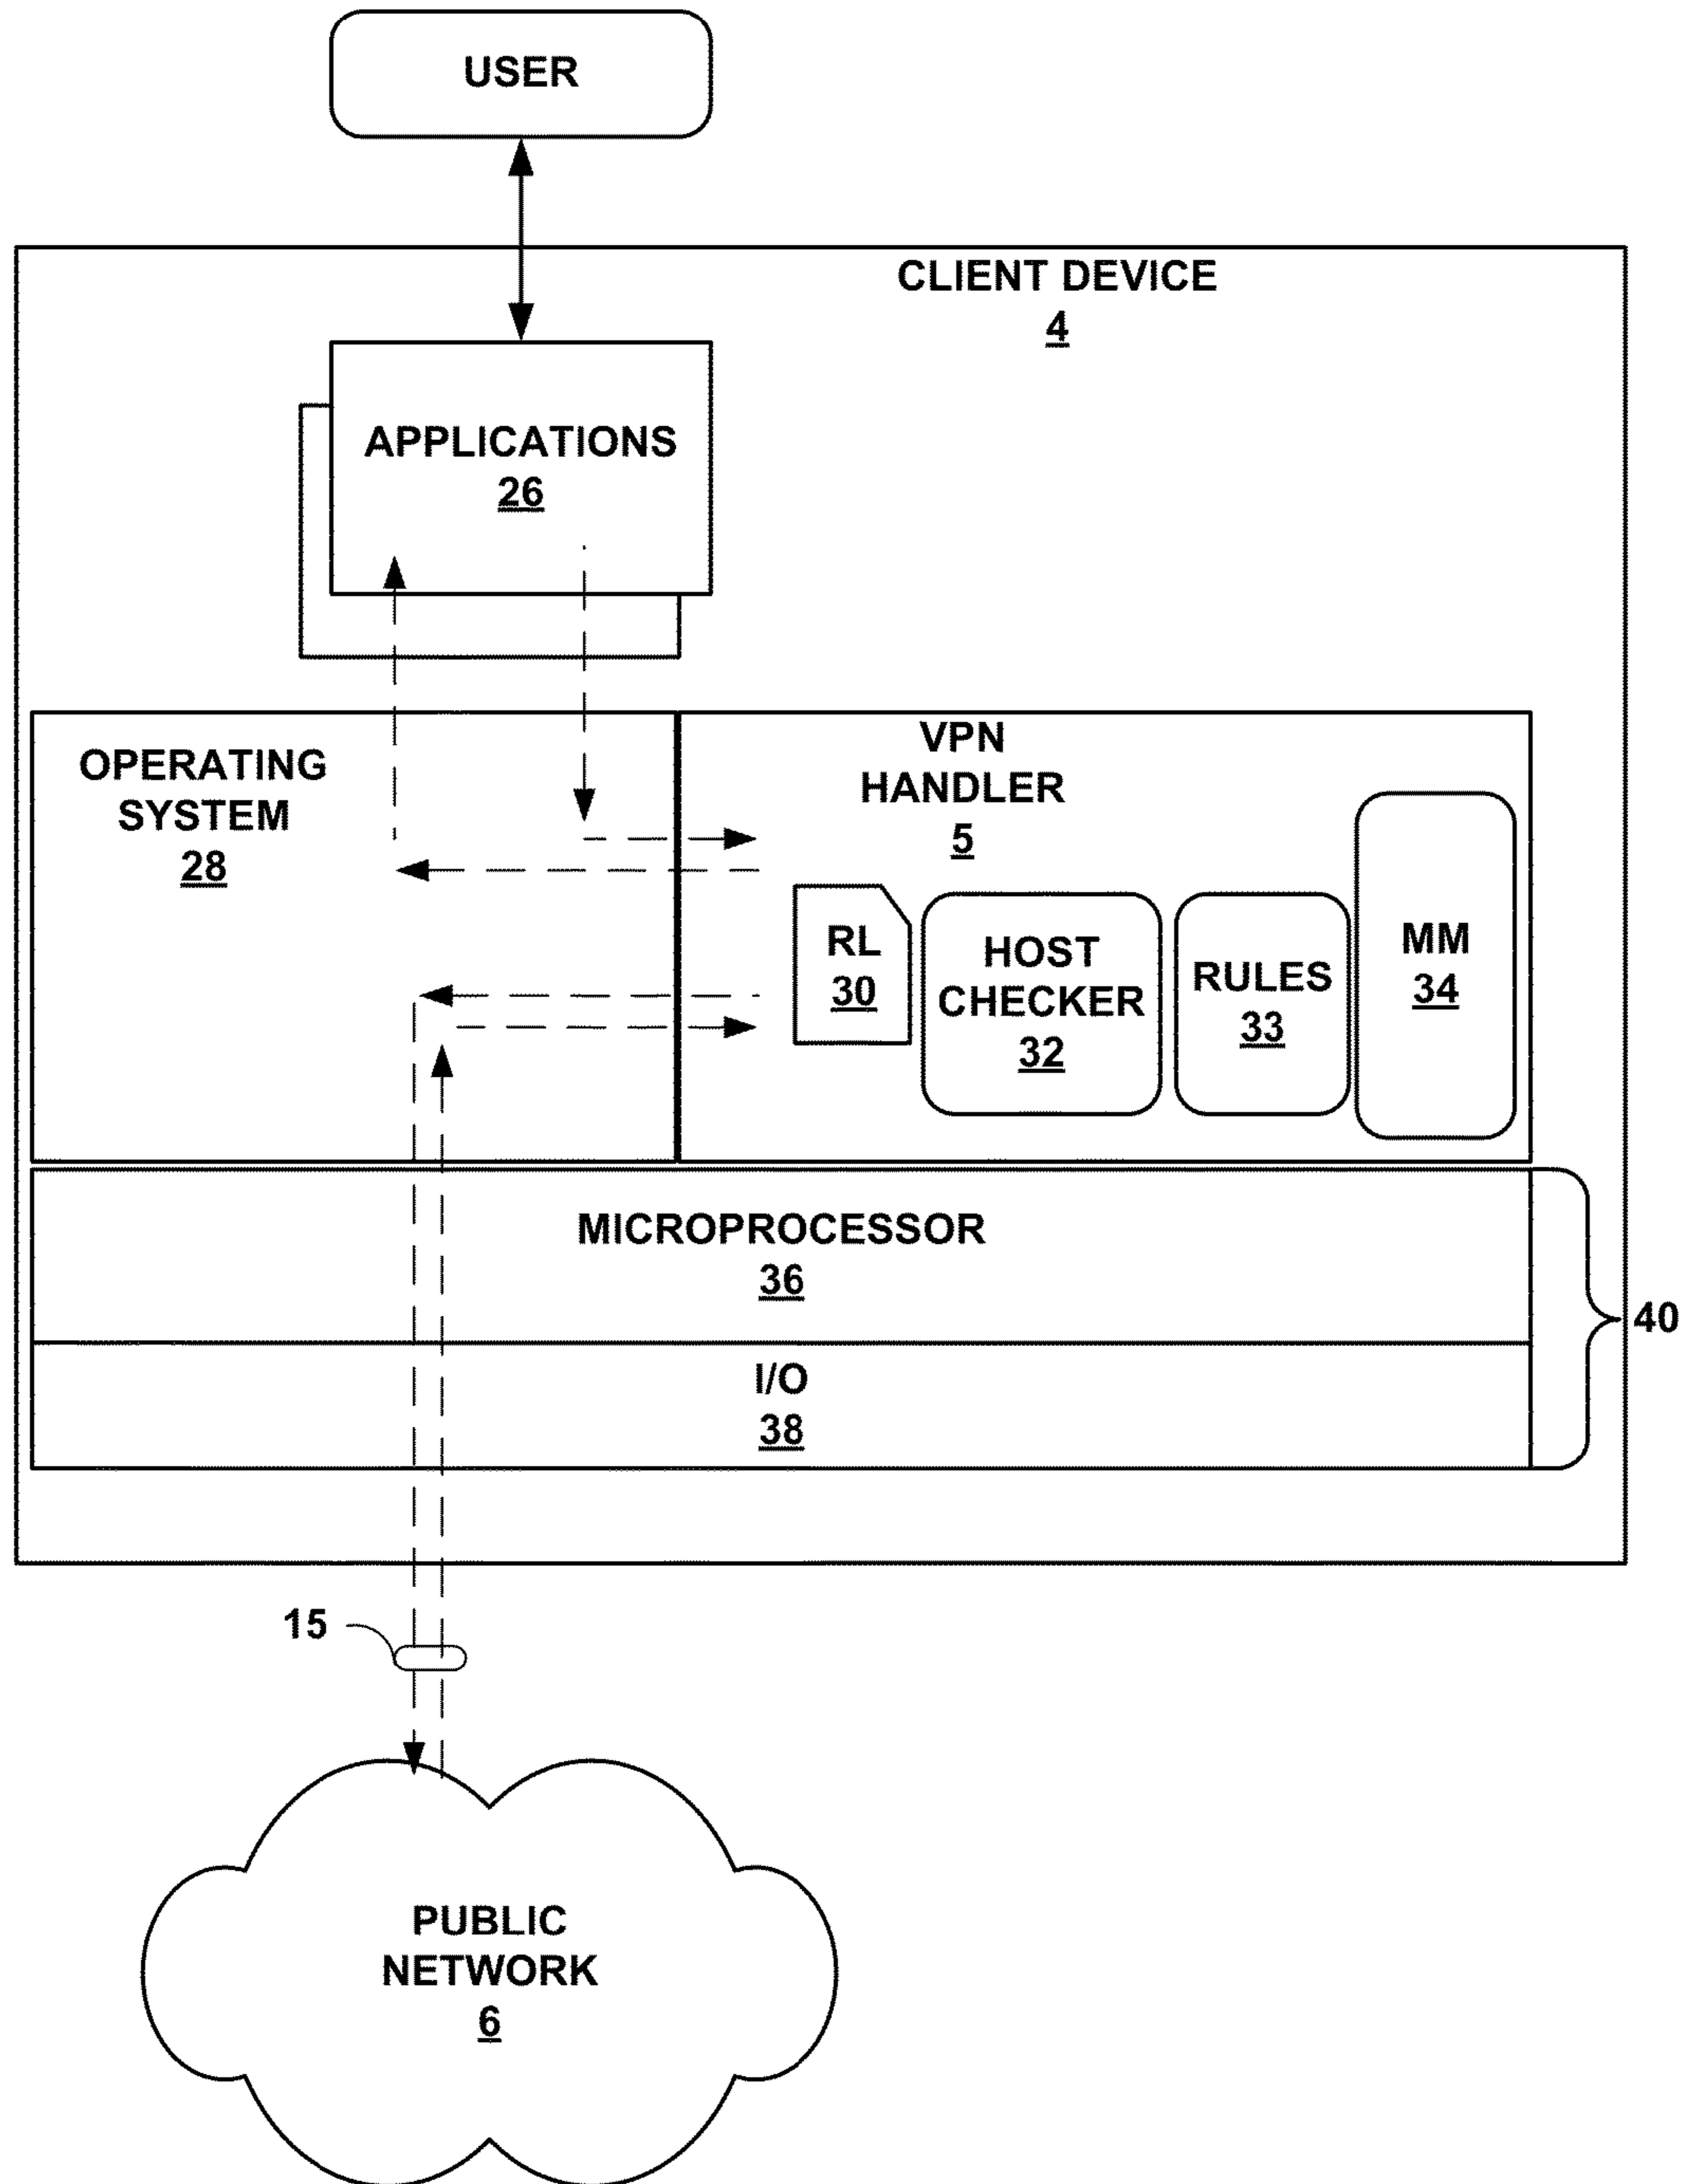 USER
CLIENT DEVICE
4
APPLICATIONS
26
OPERATING
SYSTEM
28
VPN
HANDLER
5
RL
30
HOST
CHECKER
32
RULES
33
MM
34
MICROPROCESSOR
36
I/O
38
40
15
PUBLIC
NETWORK
6